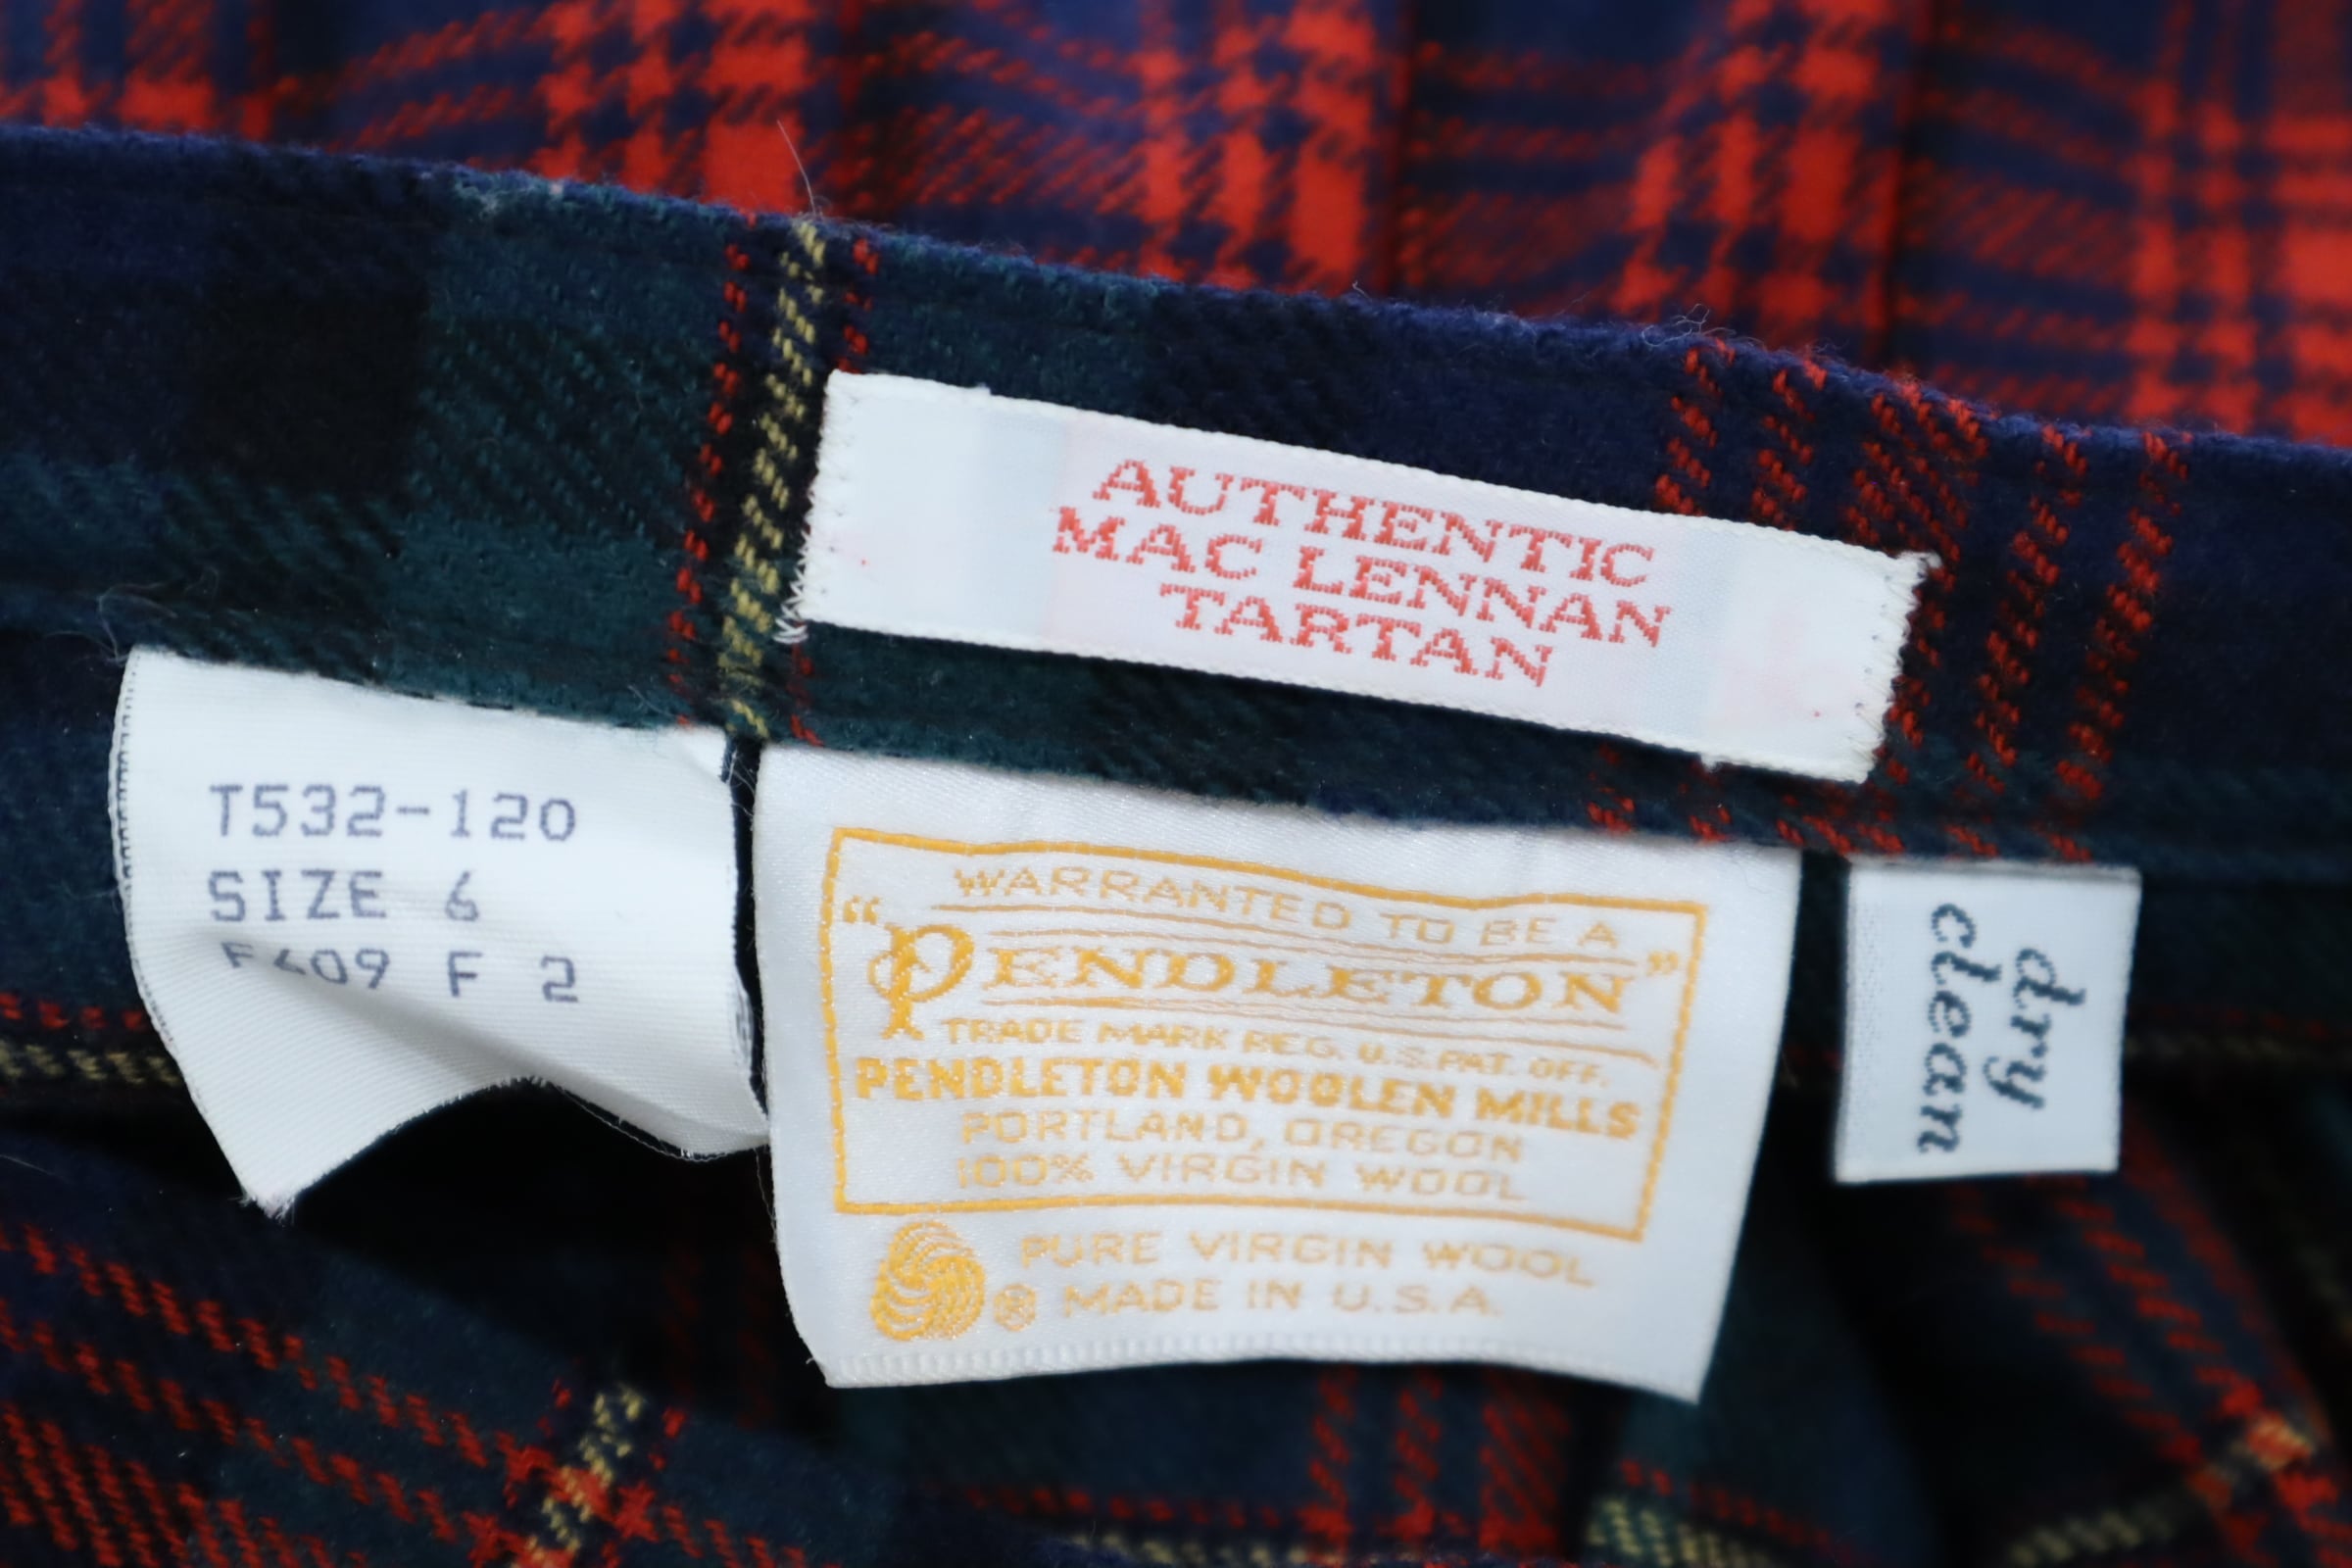 AUTHENTIC
MAC LENNAN
TARTAN
T532-120
SIZE 6
F 2
WARRANTED TO BE A
“PENDLETON”
TRADE MARK REG. U.S. PAT. OFF.
PENDLETON WOOLEN MILLS
PORTLAND, OREGON
100% VIRGIN WOOL
PURE VIRGIN WOOL
® MADE IN U.S.A.
dry
clean